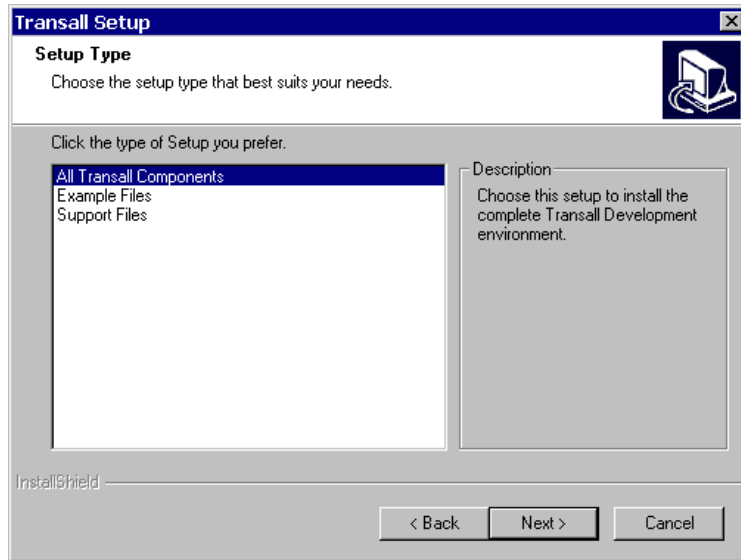 Transall Setup
Setup Type
Choose the setup type that best suits your needs.
Click the type of Setup you prefer.
All Transall Components
Example Files
Support Files
Description
Choose this setup to install the
complete Transall Development
environment.
InstallShield
< Back
Next >
Cancel